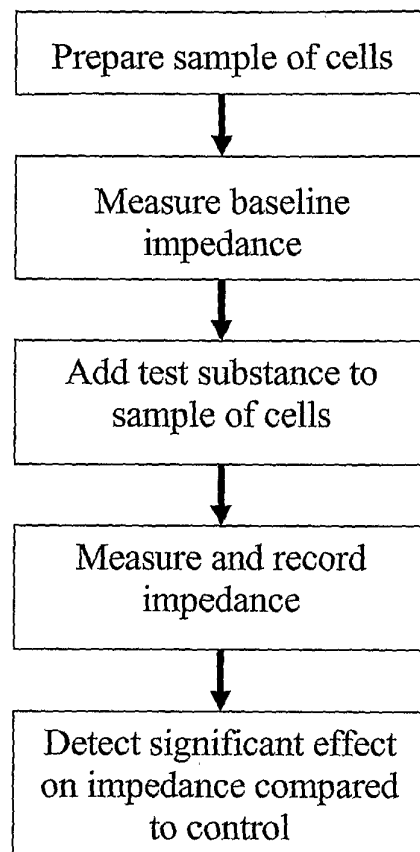 Prepare sample of cells
Measure baseline
impedance
Add test substance to
sample of cells
Measure and record
impedance
Detect significant effect
on impedance compared
to control